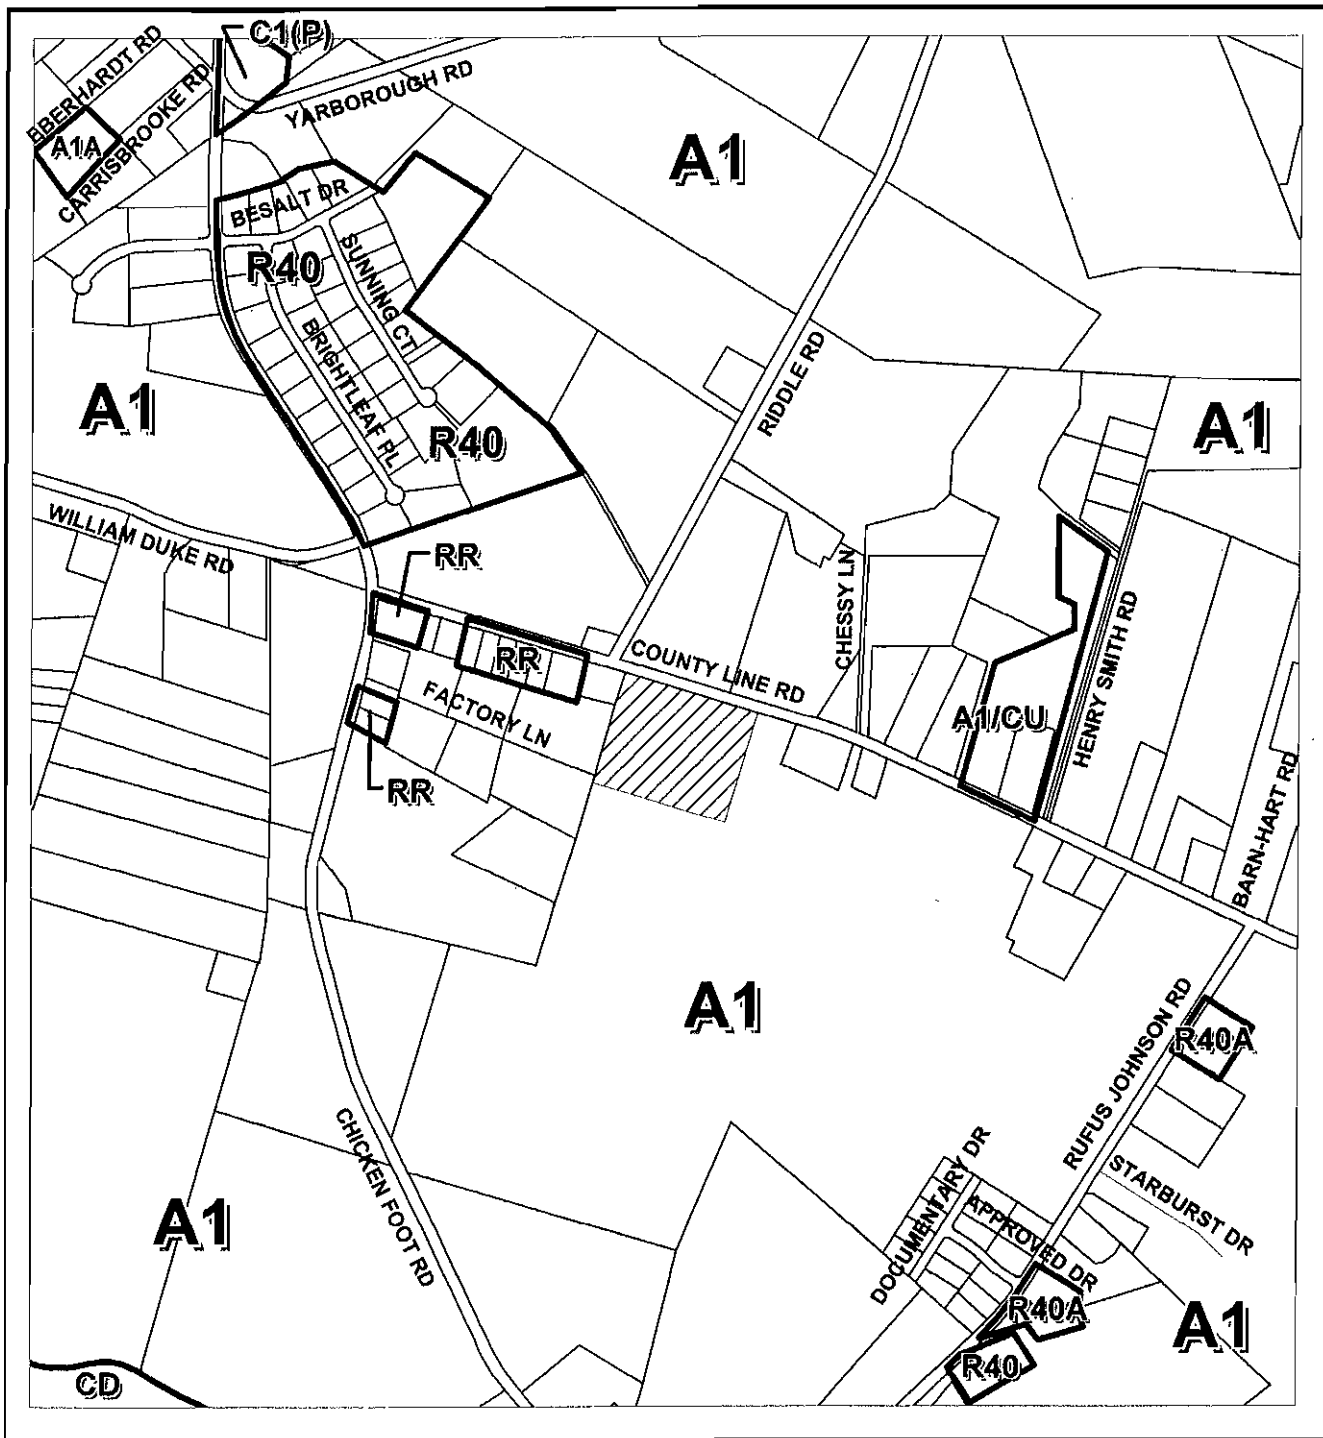 C1(P)
EBERHARDT RD
YARBOROUGH RD
A1A
CARRISBROOKE RD
A1
BESALT DR
R40
SUNNING CT
BRIGHTLEAF PL
RIDDLE RD
A1
A1
R40
WILLIAM DUKE RD
RR
CHESSY LN
HENRY SMITH RD
RR
COUNTY LINE RD
FACTORY LN
A1/CU
RR
BARN-HART RD
A1
RUFUS JOHNSON RD
R40A
CHICKEN FOOT RD
A1
DOCUMENTARY DR
STARBURST DR
APPROVED DR
R40A
A1
R40
CD